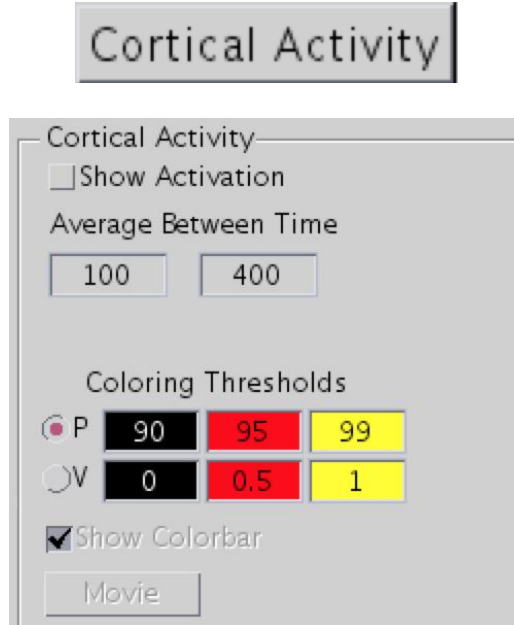 Cortical Activity
Cortical Activity
Show Activation
Average Between Time
100 400
Coloring Thresholds
P 90 95 99
V 0 0.5 1
Show Colorbar
Movie